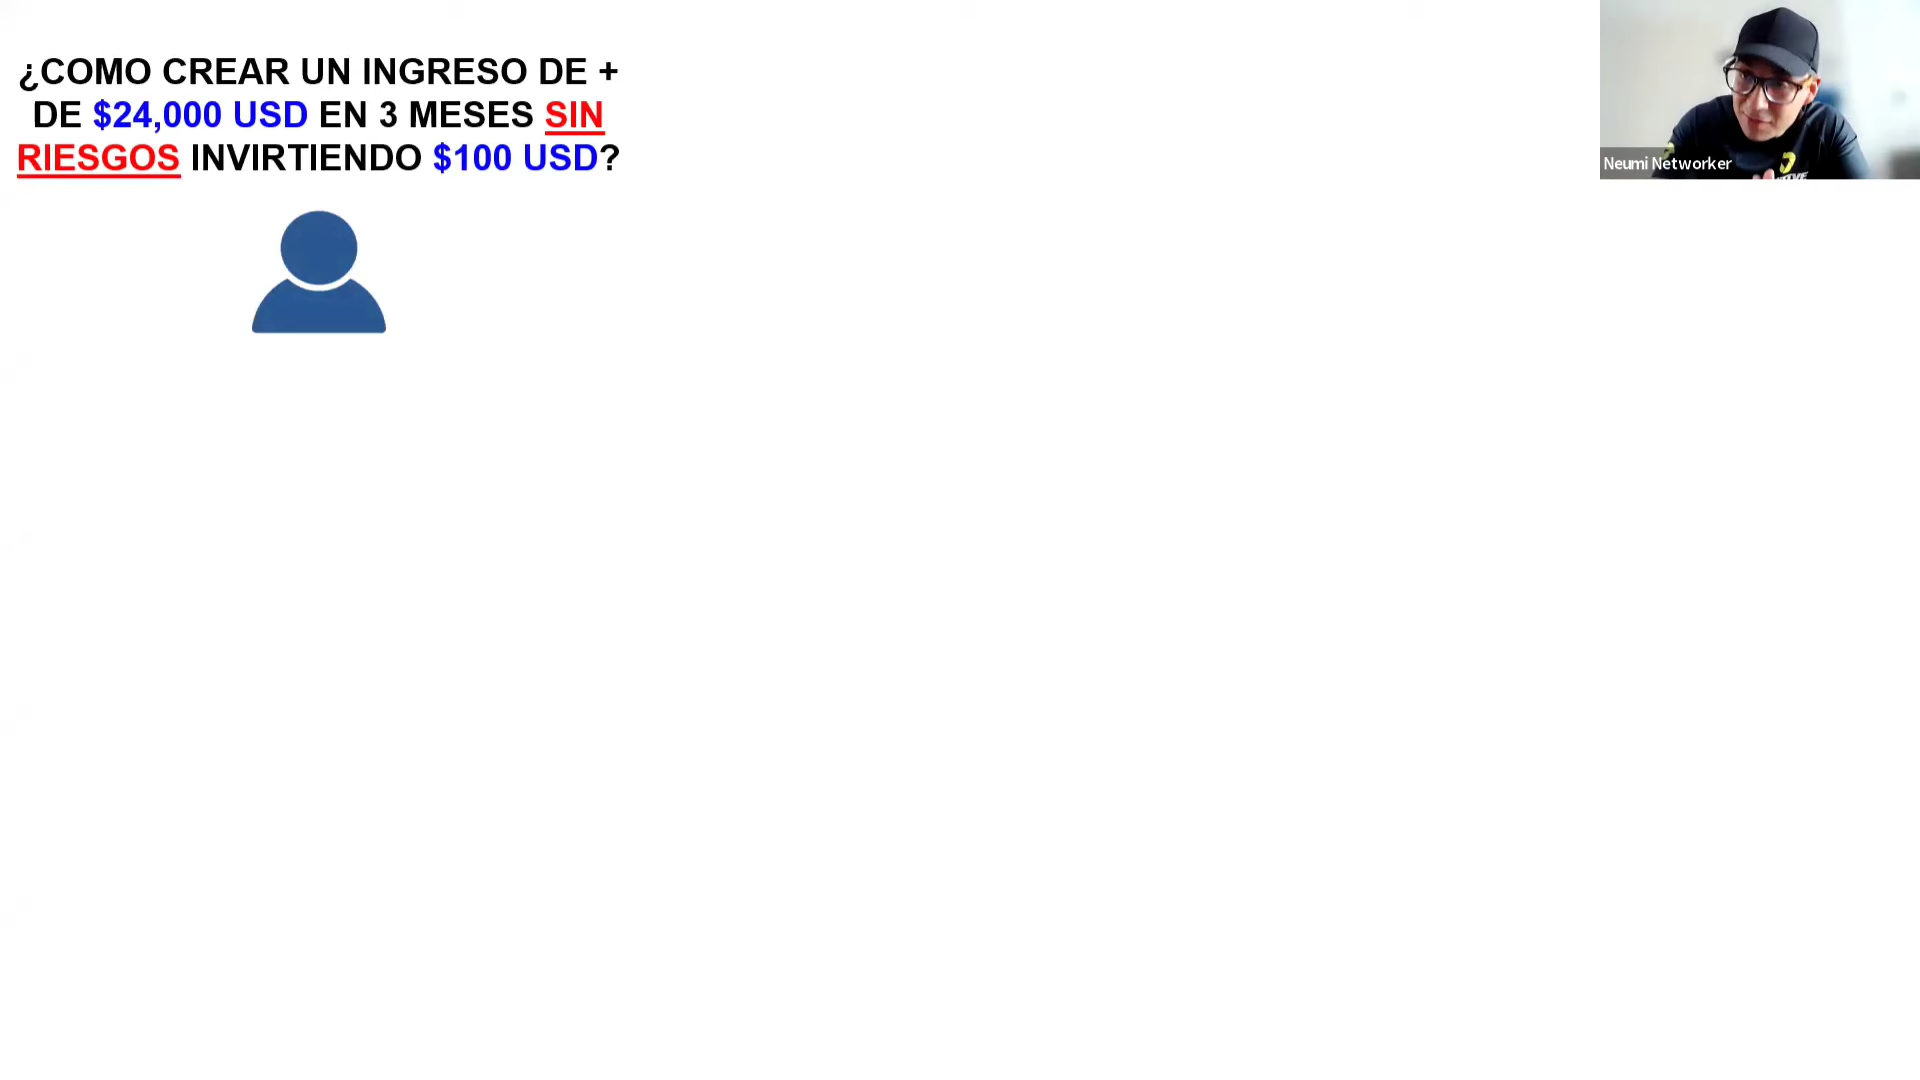 ¿COMO CREAR UN INGRESO DE +
DE $24,000 USD EN 3 MESES SIN
RIESGOS INVIRTIENDO $100 USD?
Neumi Networker